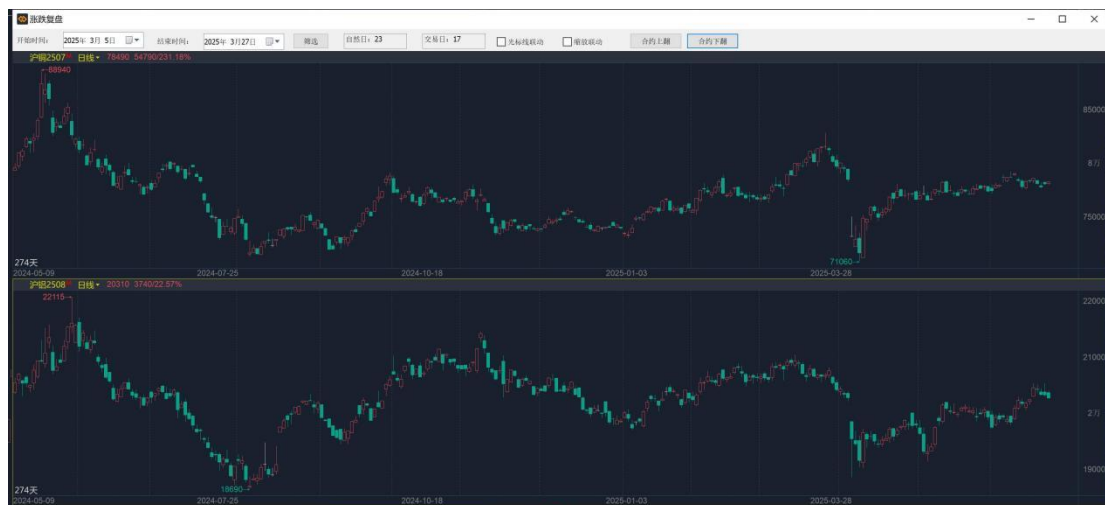 涨跌复盘
开始时间： 2025年 3月 5日 结束时间： 2025年 3月27日 筛选 自然日：23 交易日：17 光标线联动 缩放联动 合约上翻 合约下翻
沪铜2507 日线 78490 54790/231.18%
88940
85000
8万
75000
71060
274天
2024-05-09 2024-07-25 2024-10-18 2025-01-03 2025-03-28
沪铝2508 日线 20310 3740/22.57%
22115
22000
21000
2万
19000
18690
274天
2024-05-09 2024-07-25 2024-10-18 2025-01-03 2025-03-28